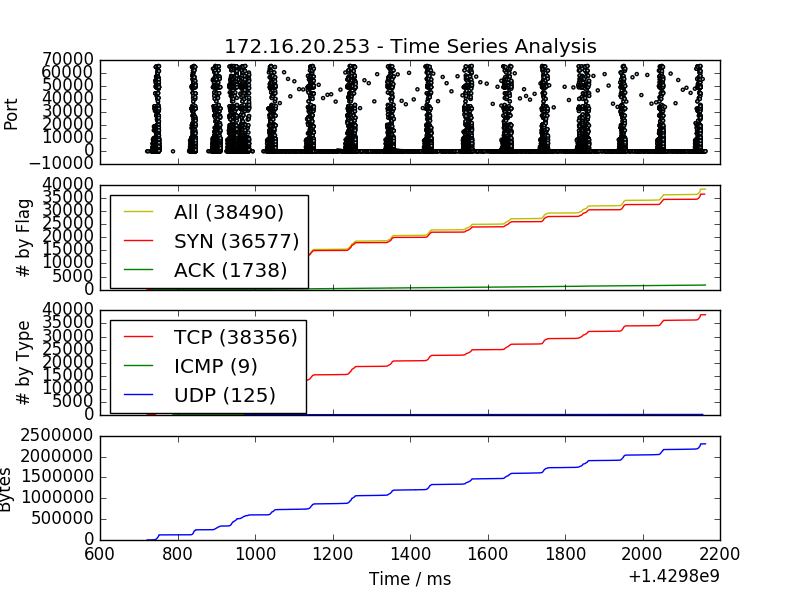 172.16.20.253 - Time Series Analysis
70000
60000
50000
40000
30000
20000
10000
0
−10000
Port
40000
35000
30000
25000
20000
15000
10000
5000
0
# by Flag
All (38490)
SYN (36577)
ACK (1738)
40000
35000
30000
25000
20000
15000
10000
5000
0
# by Type
TCP (38356)
ICMP (9)
UDP (125)
2500000
2000000
1500000
1000000
500000
0
Bytes
600 800 1000 1200 1400 1600 1800 2000 2200
Time / ms
+1.4298e9